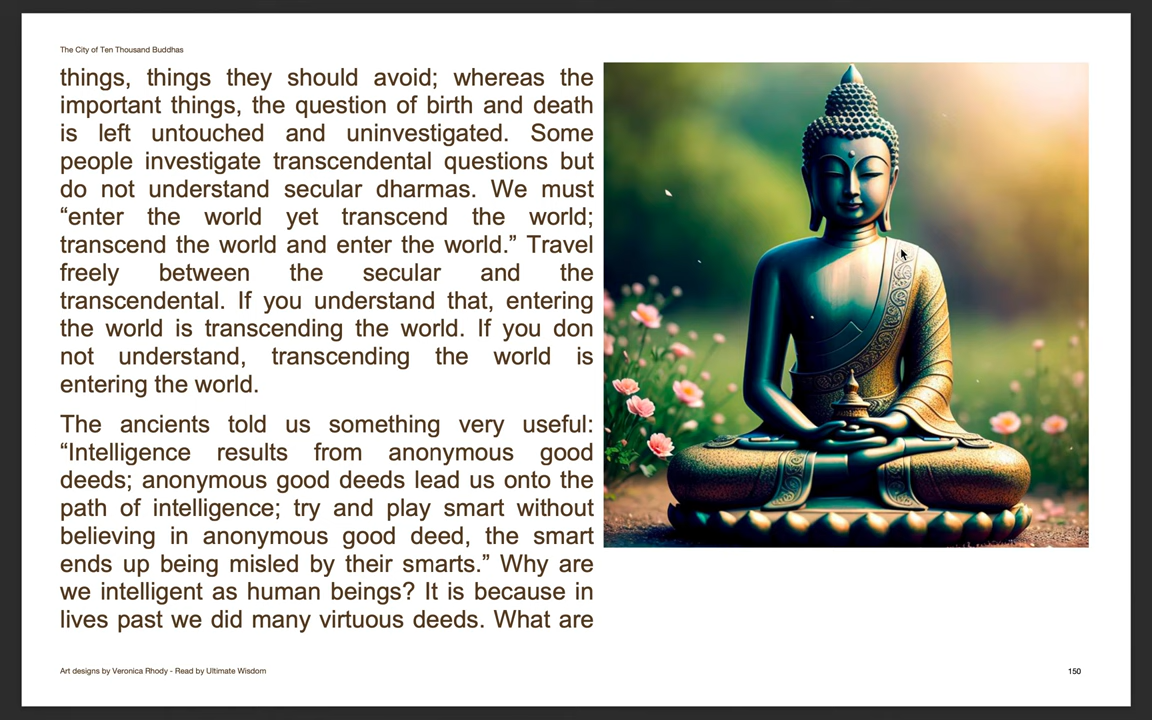 The City of Ten Thousand Buddhas
things, things they should avoid; whereas the
important things, the question of birth and death
is left untouched and uninvestigated. Some
people investigate transcendental questions but
do not understand secular dharmas. We must
“enter the world yet transcend the world;
transcend the world and enter the world.” Travel
freely between the secular and the
transcendental. If you understand that, entering
the world is transcending the world. If you don
not understand, transcending the world is
entering the world.
The ancients told us something very useful:
“Intelligence results from anonymous good
deeds; anonymous good deeds lead us onto the
path of intelligence; try and play smart without
believing in anonymous good deed, the smart
ends up being misled by their smarts.” Why are
we intelligent as human beings? It is because in
lives past we did many virtuous deeds. What are
Art designs by Veronica Rhody - Read by Ultimate Wisdom
150